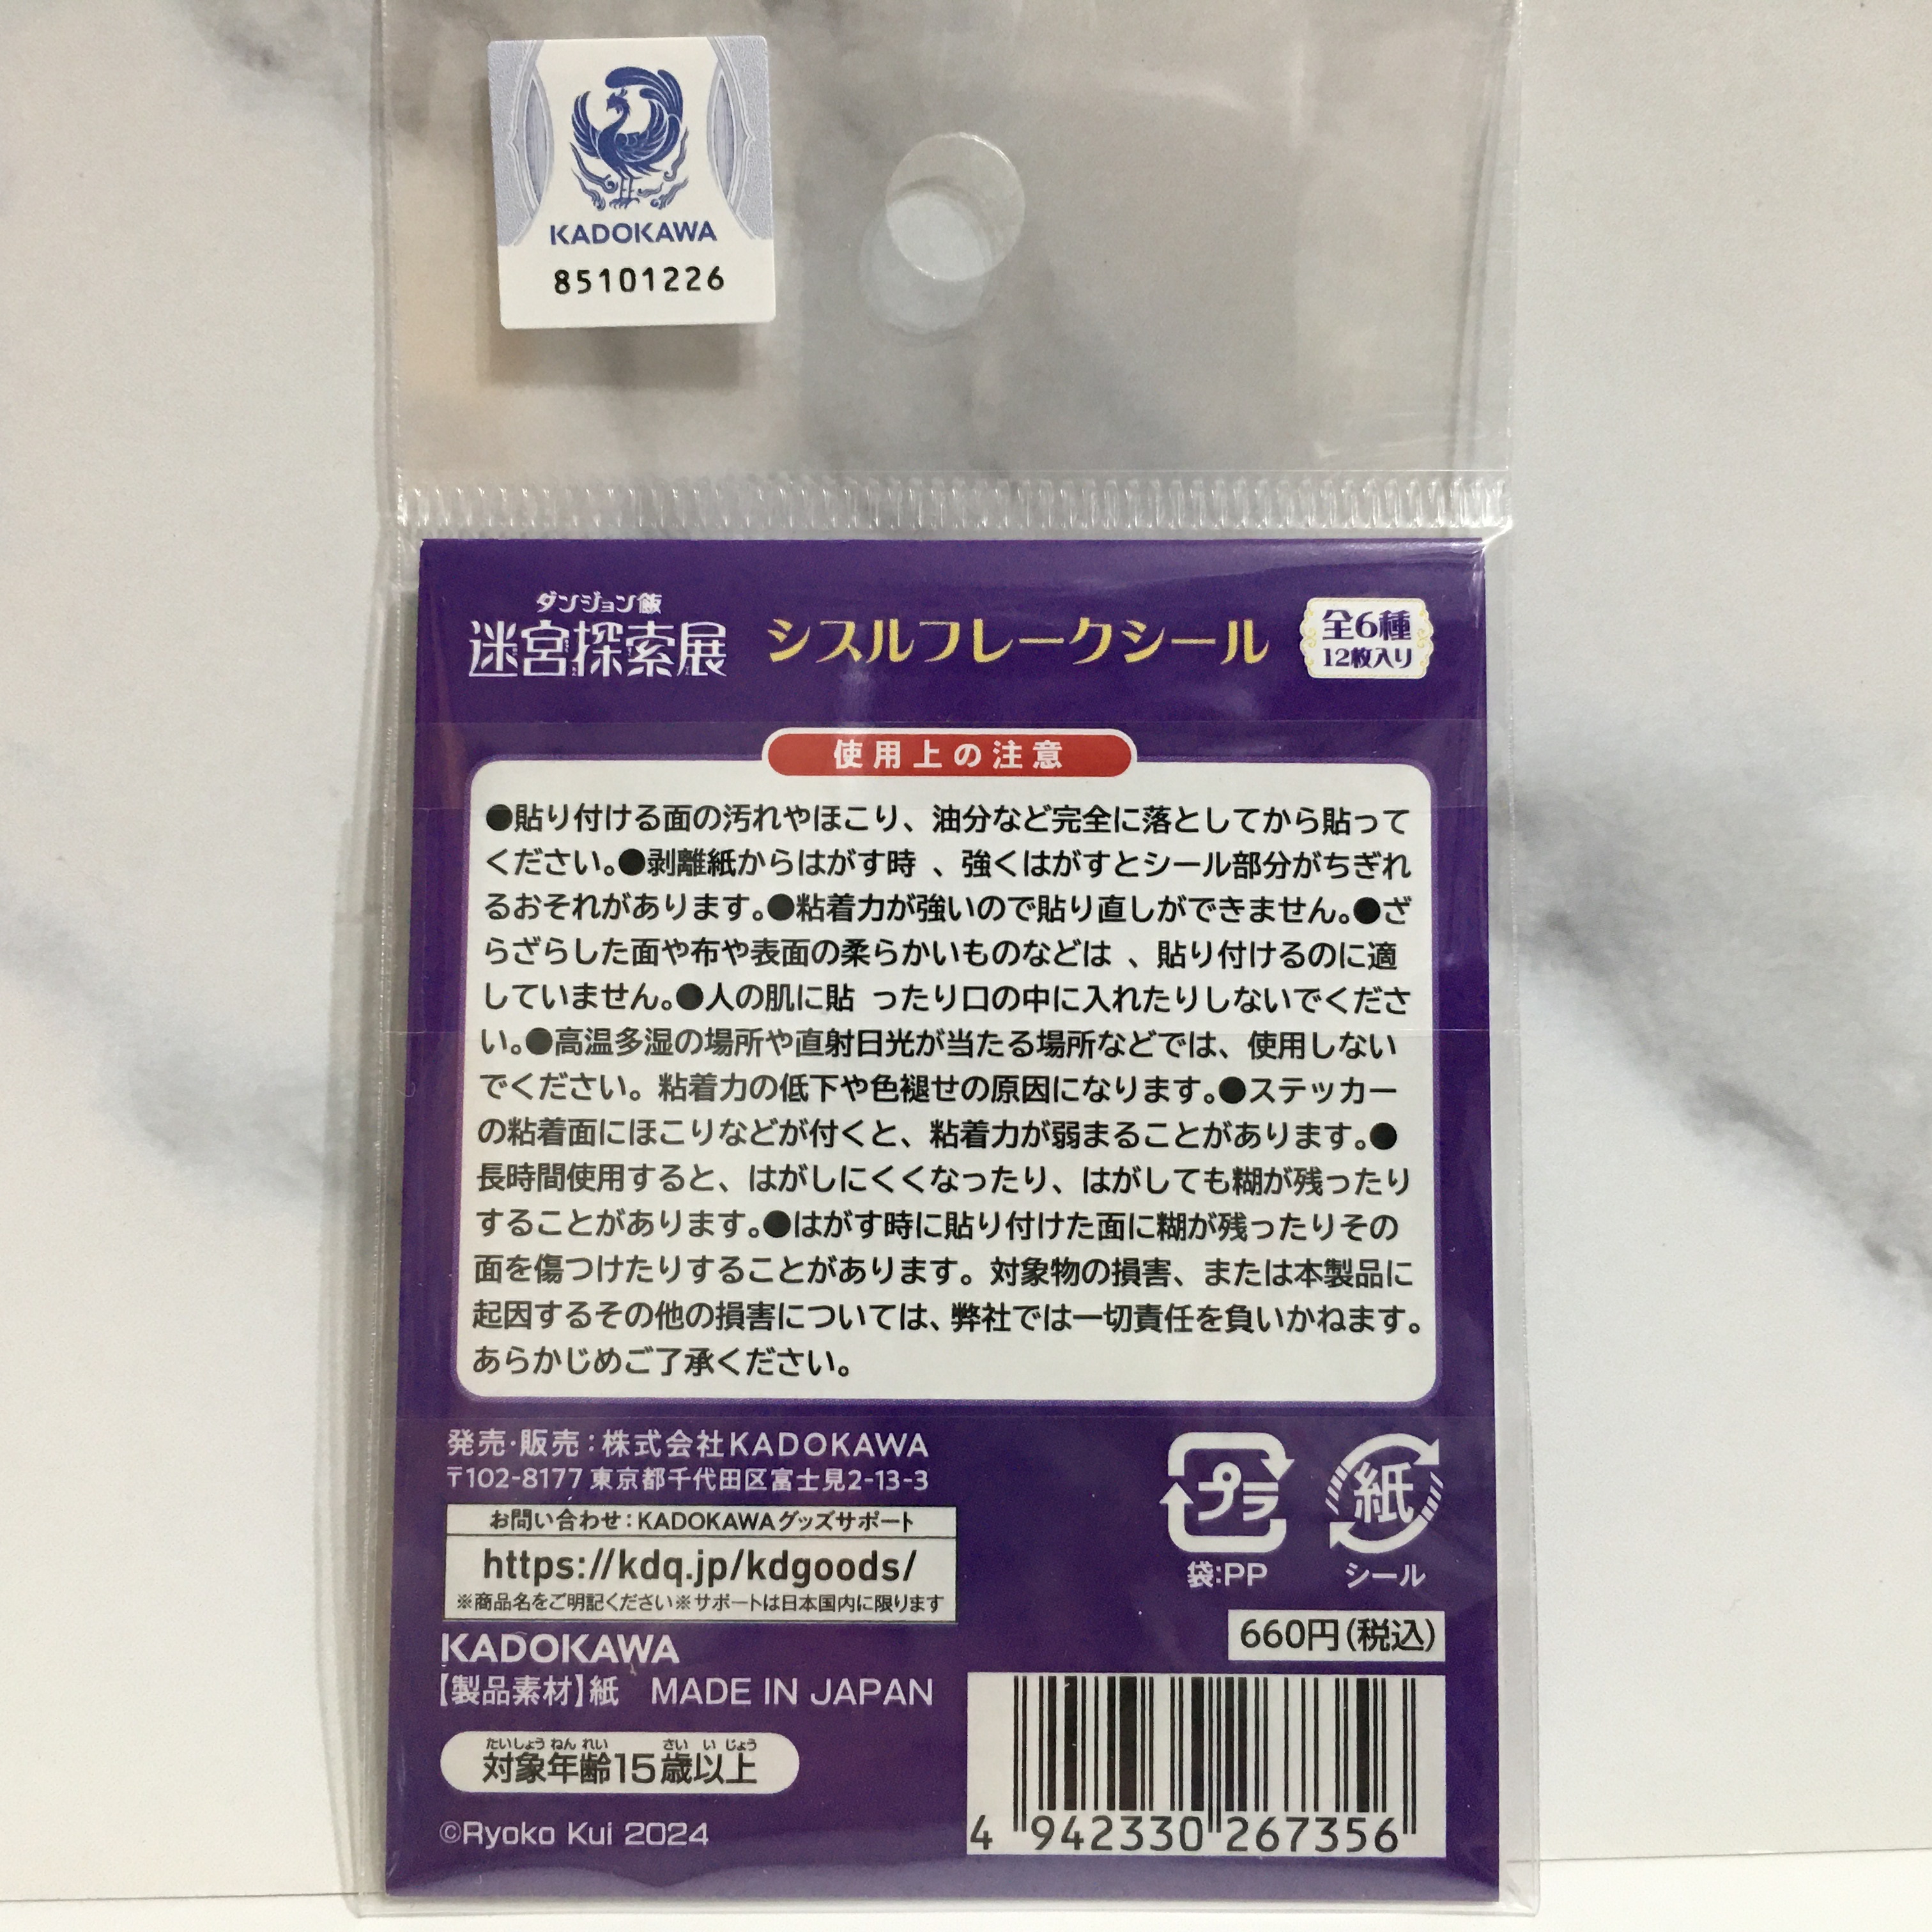 KADOKAWA
85101226
ダンジョン飯
迷宮探索展
シスルフレークシール
全6種
12枚入り
使用上の注意
●貼り付ける面の汚れやほこり、油分など完全に落としてから貼って
ください。●剥離紙からはがす時 、強くはがすとシール部分がちぎれ
るおそれがあります。●粘着力が強いので貼り直しができません。●ざ
らざらした面や布や表面の柔らかいものなどは 、貼り付けるのに適
していません。●人の肌に貼 ったり口の中に入れたりしないでくださ
い。●高温多湿の場所や直射日光が当たる場所などでは、使用しない
でください。粘着力の低下や色褪せの原因になります。●ステッカー
の粘着面にほこりなどが付くと、粘着力が弱まることがあります。●
長時間使用すると、はがしにくくなったり、はがしても糊が残ったり
することがあります。●はがす時に貼り付けた面に糊が残ったりその
面を傷つけたりすることがあります。対象物の損害、または本製品に
起因するその他の損害については、弊社では一切責任を負いかねます。
あらかじめご了承ください。
発売・販売:株式会社KADOKAWA
〒102-8177 東京都千代田区富士見2-13-3
お問い合わせ:KADOKAWAグッズサポート
https://kdq.jp/kdgoods/
※商品名をご明記ください※サポートは日本国内に限ります
プラ
袋:PP
紙
シール
660円(税込)
KADOKAWA
【製品素材】紙 MADE IN JAPAN
たいしょう ねん れい さい い じょう
対象年齢15歳以上
©Ryoko Kui 2024
4 942330 267356